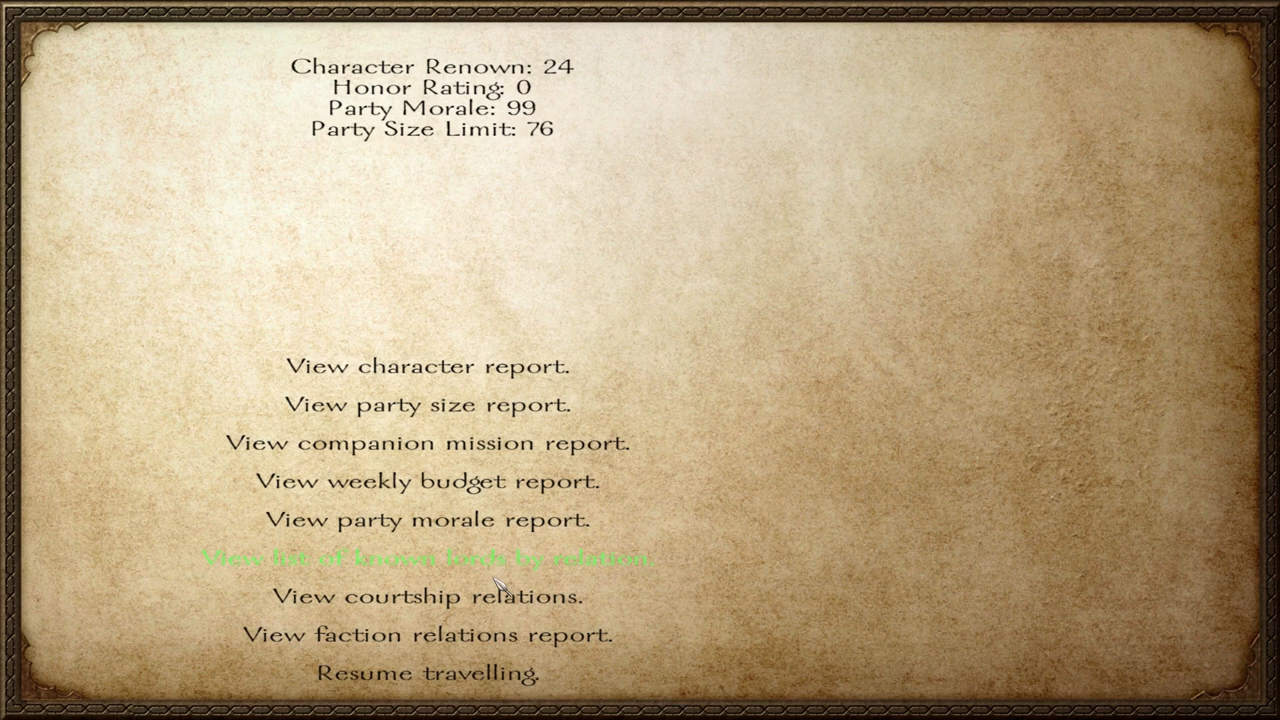 Character Renown: 24
Honor Rating: 0
Party Morale: 99
Party Size Limit: 76
View character report.
View party size report.
View companion mission report.
View weekly budget report.
View party morale report.
View list of known lords by relation.
View courtship relations.
View faction relations report.
Resume travelling.